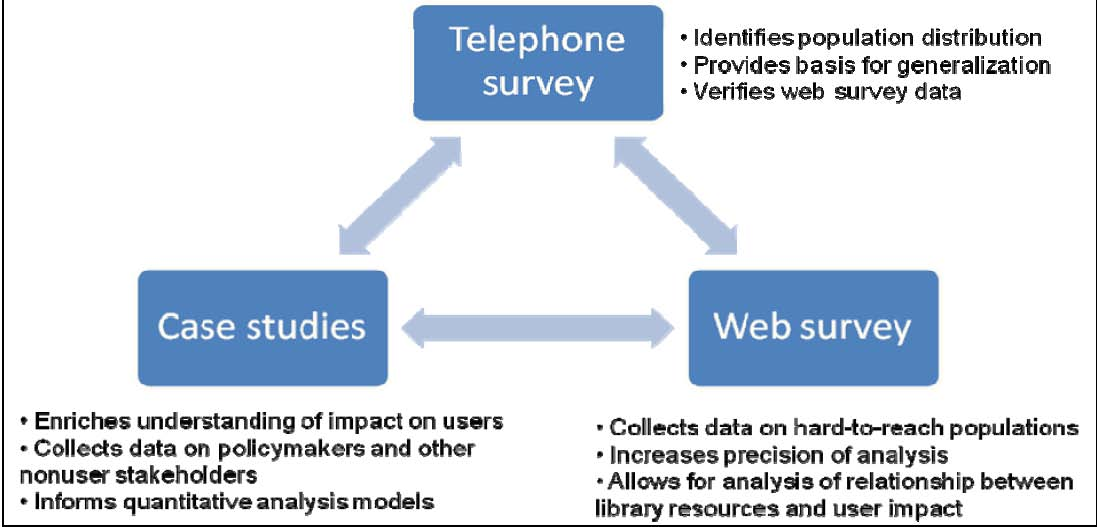 Telephone
survey
• Identifies population distribution
• Provides basis for generalization
• Verifies web survey data
Case studies
Web survey
• Enriches understanding of impact on users
• Collects data on policymakers and other
nonuser stakeholders
• Informs quantitative analysis models
• Collects data on hard-to-reach populations
• Increases precision of analysis
• Allows for analysis of relationship between
library resources and user impact